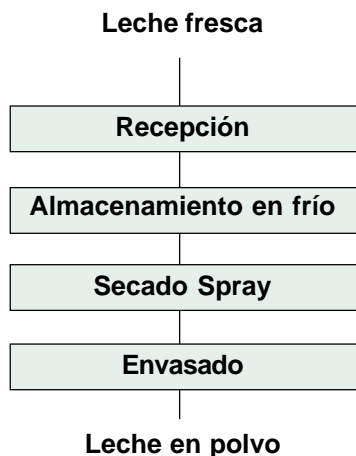 Leche fresca
Recepción
Almacenamiento en frío
Secado Spray
Envasado
Leche en polvo